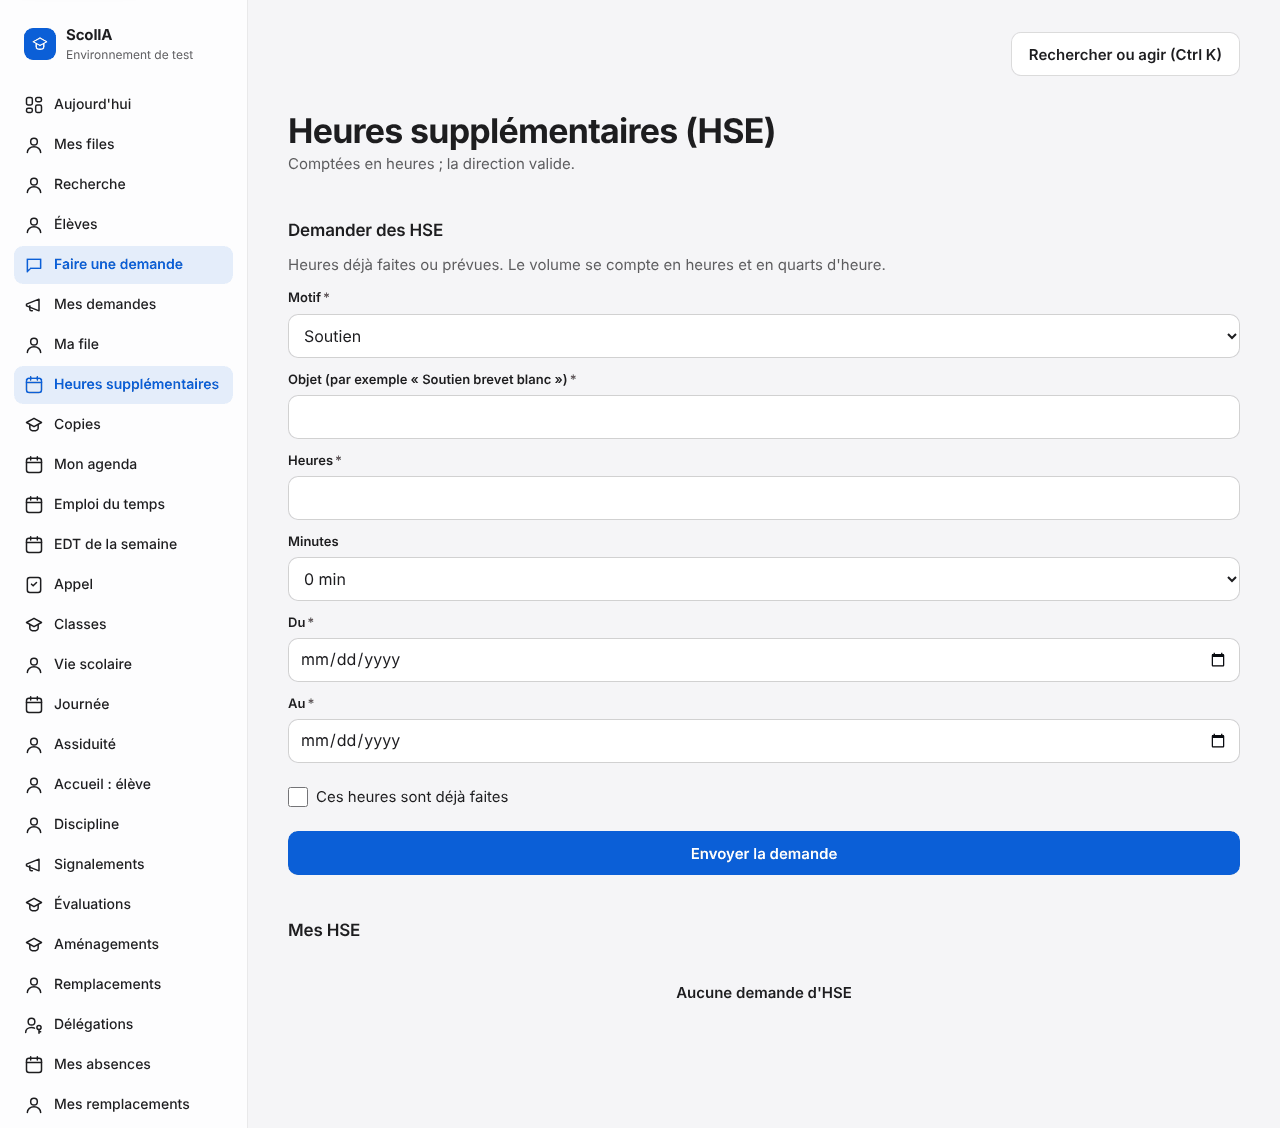 ScolIA
Environnement de test
Rechercher ou agir (Ctrl K)
Aujourd'hui
Mes files
Recherche
Élèves
Faire une demande
Mes demandes
Ma file
Heures supplémentaires
Copies
Mon agenda
Emploi du temps
EDT de la semaine
Appel
Classes
Vie scolaire
Journée
Assiduité
Accueil : élève
Discipline
Signalements
Évaluations
Aménagements
Remplacements
Délégations
Mes absences
Mes remplacements
Heures supplémentaires (HSE)
Comptées en heures ; la direction valide.
Demander des HSE
Heures déjà faites ou prévues. Le volume se compte en heures et en quarts d'heure.
Motif *
Soutien
Objet (par exemple « Soutien brevet blanc ») *
Heures *
Minutes
0 min
Du *
mm/dd/yyyy
Au *
mm/dd/yyyy
Ces heures sont déjà faites
Envoyer la demande
Mes HSE
Aucune demande d'HSE